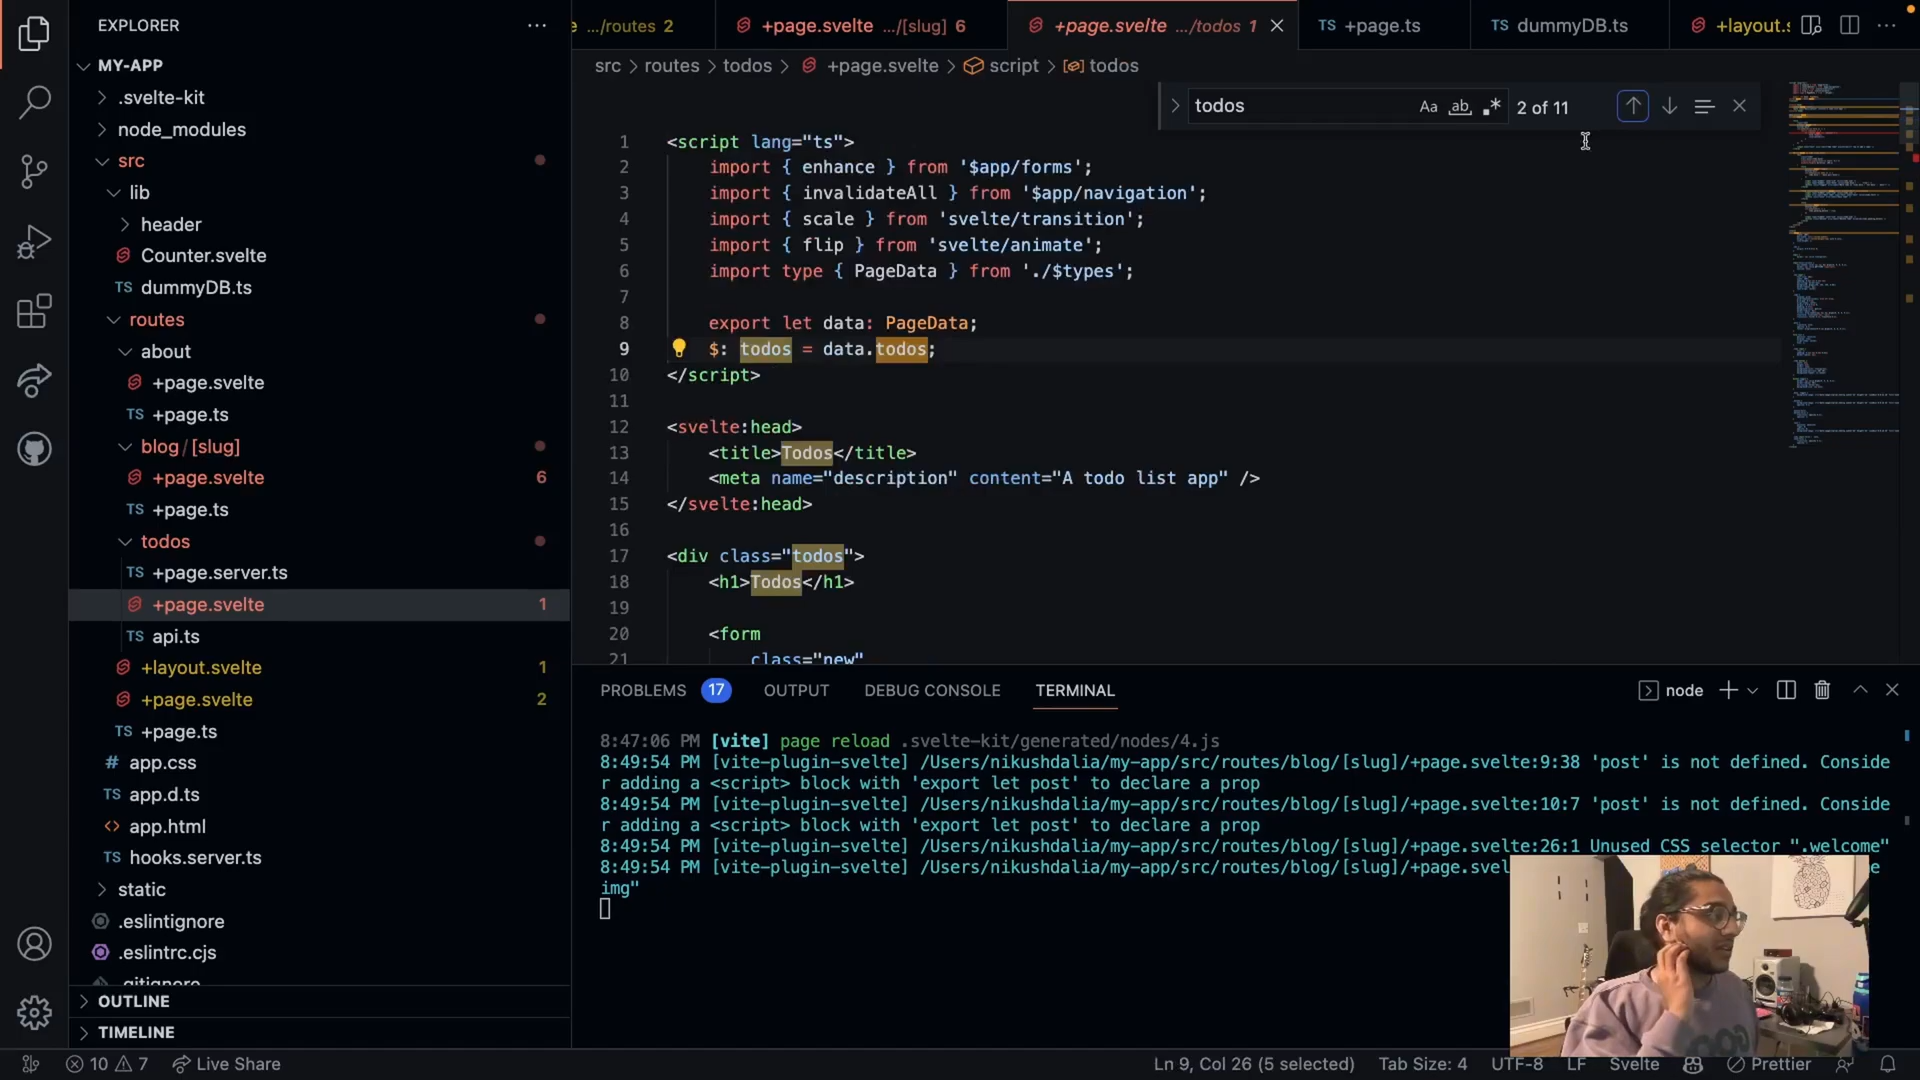 EXPLORER
MY-APP
.svelte-kit
node_modules
src
lib
header
Counter.svelte
TS dummyDB.ts
routes
about
+page.svelte
TS +page.ts
blog / [slug]
+page.svelte 6
TS +page.ts
todos
TS +page.server.ts
+page.svelte 1
TS api.ts
+layout.svelte 1
+page.svelte 2
TS +page.ts
# app.css
TS app.d.ts
<> app.html
TS hooks.server.ts
static
.eslintignore
.eslintrc.cjs
.gitignore
OUTLINE
TIMELINE
.../routes 2
+page.svelte .../[slug] 6
+page.svelte .../todos 1
TS +page.ts
TS dummyDB.ts
+layout.s
src > routes > todos > +page.svelte > script > todos
todos Aa ab .* 2 of 11
1 <script lang="ts">
2 import { enhance } from '$app/forms';
3 import { invalidateAll } from '$app/navigation';
4 import { scale } from 'svelte/transition';
5 import { flip } from 'svelte/animate';
6 import type { PageData } from './$types';
7
8 export let data: PageData;
9 $: todos = data.todos;
10 </script>
11
12 <svelte:head>
13 <title>Todos</title>
14 <meta name="description" content="A todo list app" />
15 </svelte:head>
16
17 <div class="todos">
18 <h1>Todos</h1>
19
20 <form
21 class="new"
PROBLEMS 17 OUTPUT DEBUG CONSOLE TERMINAL
node
8:47:06 PM [vite] page reload .svelte-kit/generated/nodes/4.js
8:49:54 PM [vite-plugin-svelte] /Users/nikushdalia/my-app/src/routes/blog/[slug]/+page.svelte:9:38 'post' is not defined. Conside
r adding a <script> block with 'export let post' to declare a prop
8:49:54 PM [vite-plugin-svelte] /Users/nikushdalia/my-app/src/routes/blog/[slug]/+page.svelte:10:7 'post' is not defined. Conside
r adding a <script> block with 'export let post' to declare a prop
8:49:54 PM [vite-plugin-svelte] /Users/nikushdalia/my-app/src/routes/blog/[slug]/+page.svelte:26:1 Unused CSS selector ".welcome"
8:49:54 PM [vite-plugin-svelte] /Users/nikushdalia/my-app/src/routes/blog/[slug]/+page.svel e
img"
10 7 Live Share
Ln 9, Col 26 (5 selected) Tab Size: 4 UTF-8 LF Svelte Prettier